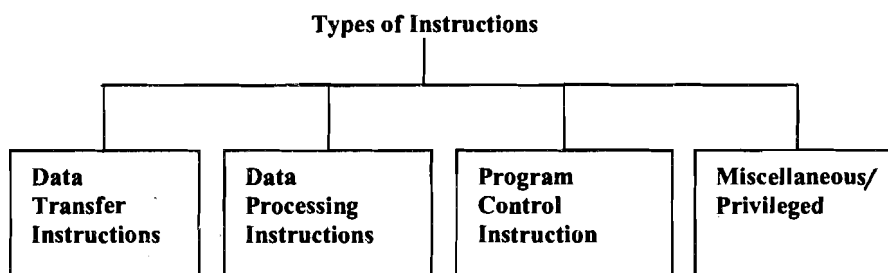 Types of Instructions
Data
Transfer
Instructions
Data
Processing
Instructions
Program
Control
Instruction
Miscellaneous/
Privileged